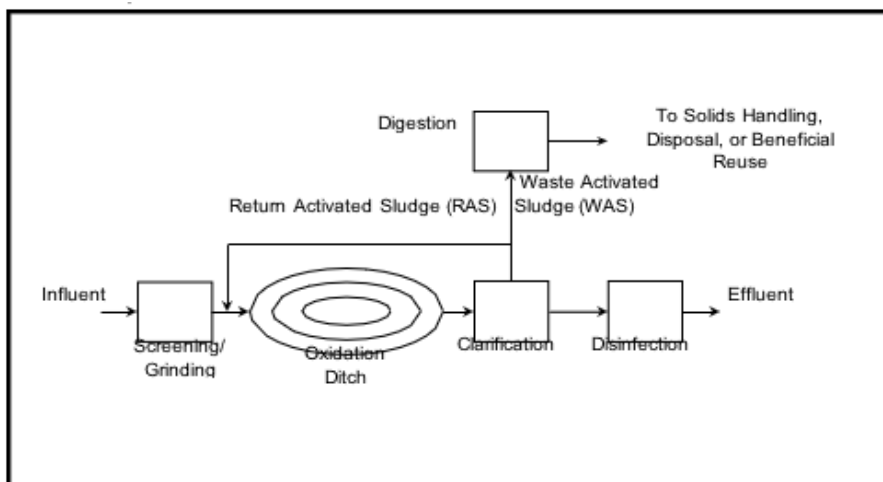 To Solids Handling,
Disposal, or Beneficial
Reuse
Digestion
Waste Activated
Sludge (WAS)
Return Activated Sludge (RAS)
Influent
Effluent
Screening/
Grinding
Oxidation
Ditch
Clarification
Disinfection